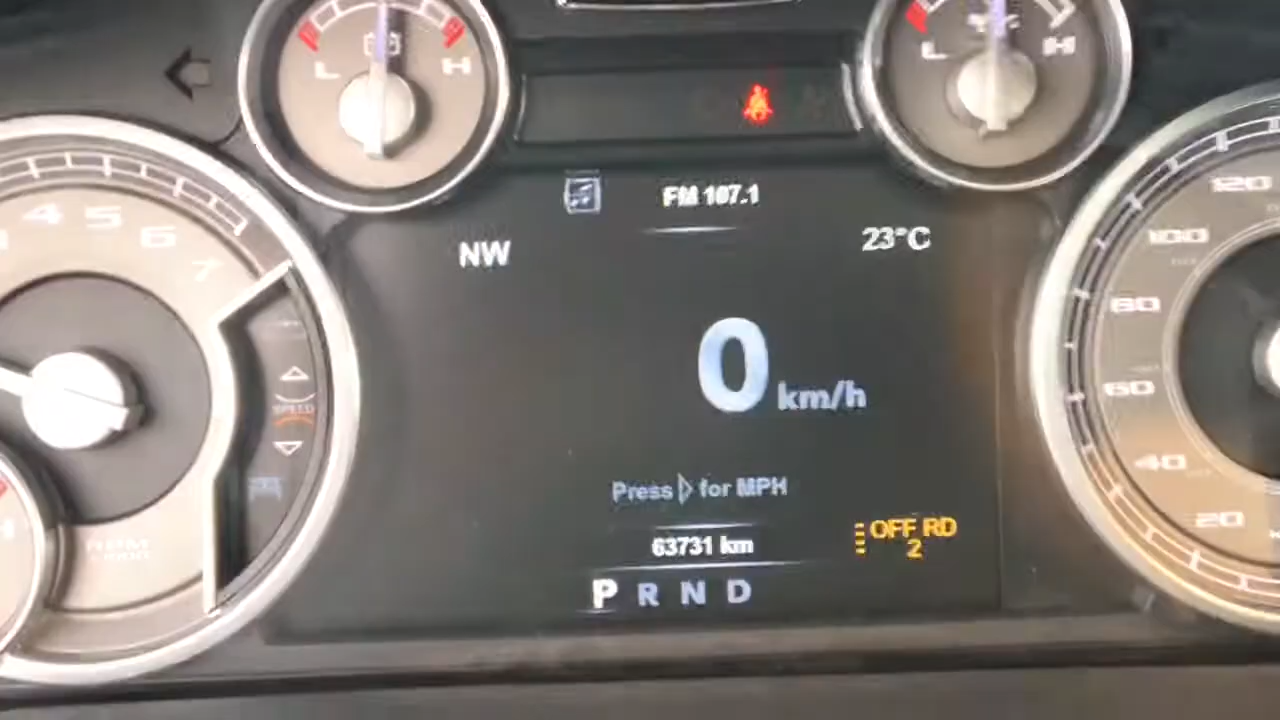 L H
L H
FM 107.1
NW
23°C
0 km/h
Press ▷ for MPH
63731 km
OFF RD
2
P R N D
4 5 6 7
SPEED
RPM
120
100
80
60
40
20
H